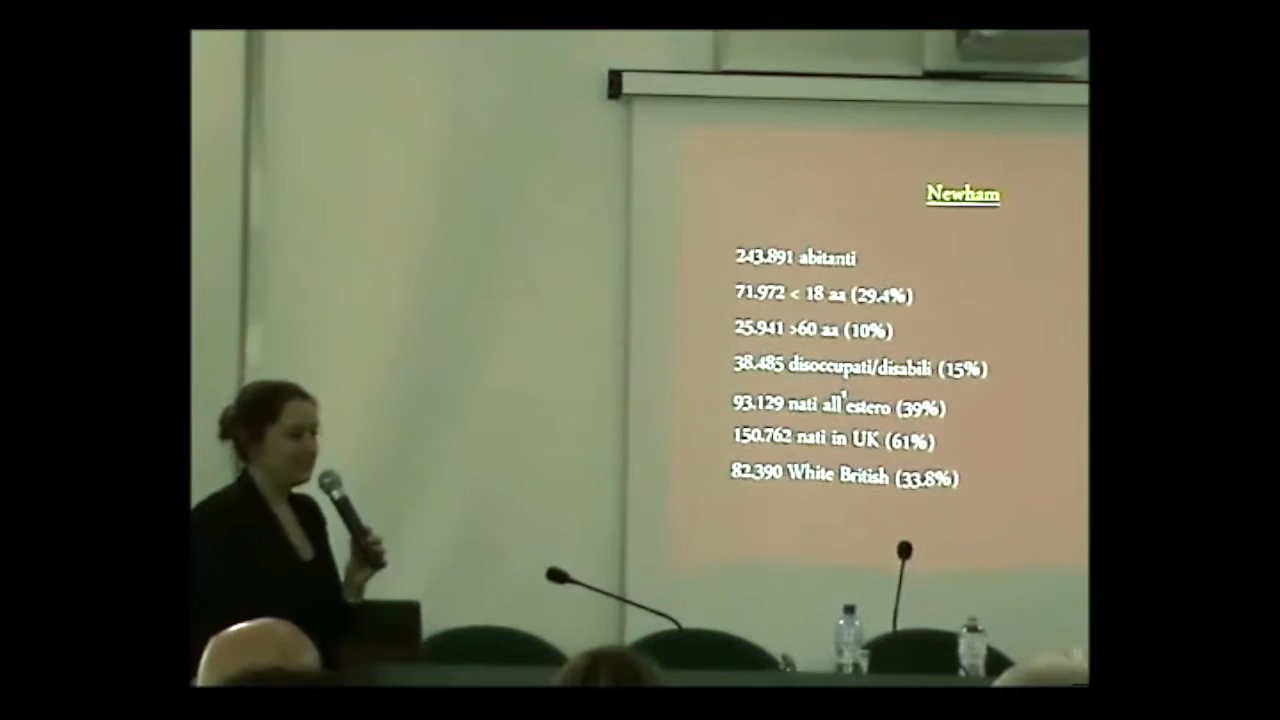 Newham
243.891 abitanti
71.972 < 18 aa (29.4%)
25.941 >60 aa (10%)
38.485 disoccupati/disabili (15%)
93.129 nati all'estero (39%)
150.762 nati in UK (61%)
82.390 White British (33.8%)